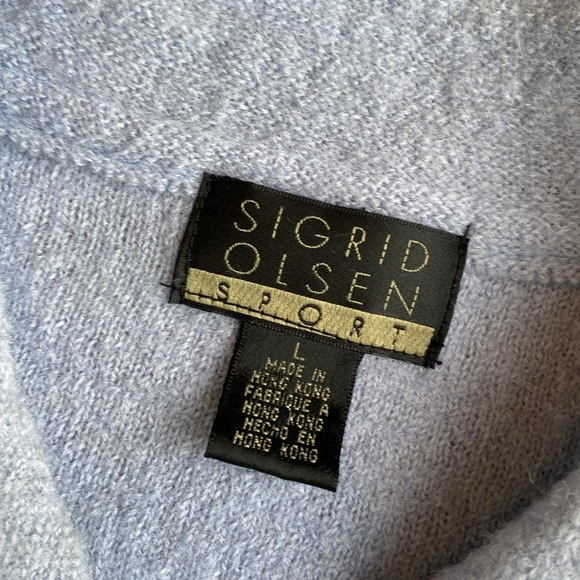 SIGRID
OLSEN
SPORT
L
MADE IN
HONG KONG
FABRIQUE A
HONG KONG
HECHO EN
HONG KONG